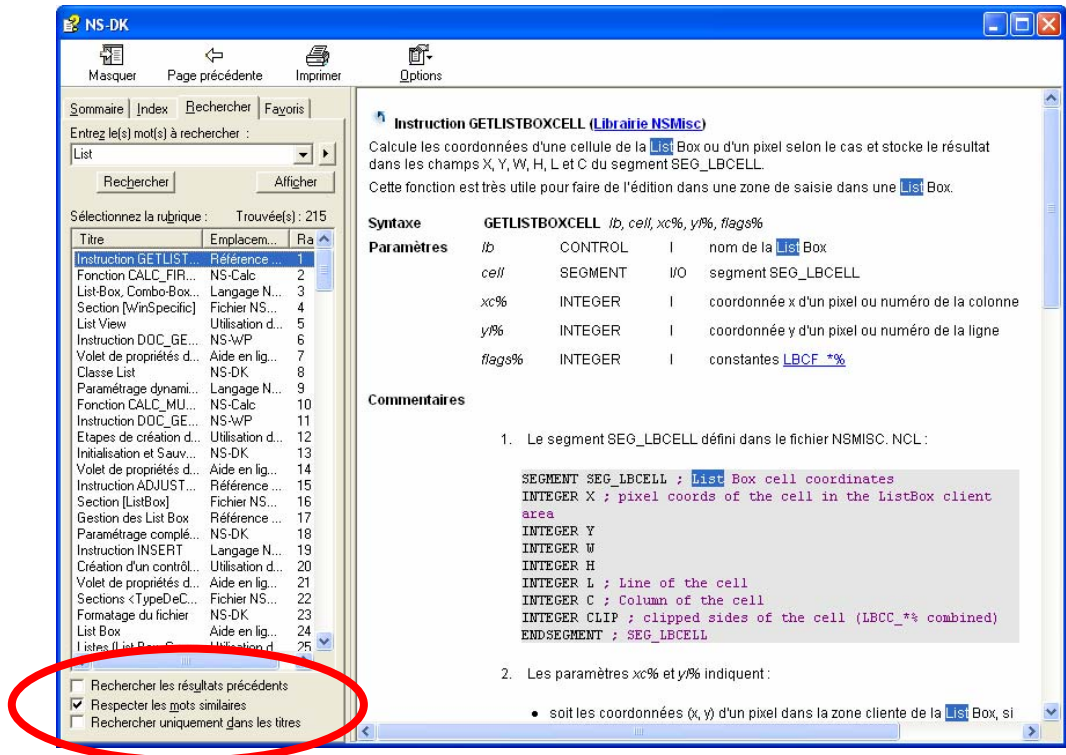 NS-DK
Masquer Page précédente Imprimer Options
Sommaire Index Rechercher Favoris
Entrez le(s) mot(s) à rechercher :
List
Rechercher Afficher
Sélectionnez la rubrique : Trouvée(s) : 215
Titre Emplacem... Ra
Instruction GETLIST... Référence ... 1
Fonction CALC_FIR... NS-Calc 2
List-Box, Combo-Box... Langage N... 3
Section [WinSpecific] Fichier NS... 4
List View Utilisation d... 5
Instruction DOC_GE... NS-WP 6
Volet de propriétés d... Aide en lig... 7
Classe List NS-DK 8
Paramétrage dynami... Langage N... 9
Fonction CALC_MU... NS-Calc 10
Instruction DOC_GE... NS-WP 11
Etapes de création d... Utilisation d... 12
Initialisation et Sauv... NS-DK 13
Volet de propriétés d... Aide en lig... 14
Instruction ADJUST... Référence ... 15
Section [ListBox] Fichier NS... 16
Gestion des List Box Référence ... 17
Paramétrage complé... NS-DK 18
Instruction INSERT Langage N... 19
Création d'un contrôl... Utilisation d... 20
Volet de propriétés d... Aide en lig... 21
Sections <TypeDeC... Fichier NS... 22
Formatage du fichier NS-DK 23
List Box Aide en lig... 24
Listes (List Box, C... Utilisation d... 25
Rechercher les résultats précédents
Respecter les mots similaires
Rechercher uniquement dans les titres
Instruction GETLISTBOXCELL (Librairie NSMisc)
Calcule les coordonnées d'une cellule de la List Box ou d'un pixel selon le cas et stocke le résultat
dans les champs X, Y, W, H, L et C du segment SEG_LBCELL.
Cette fonction est très utile pour faire de l'édition dans une zone de saisie dans une List Box.
Syntaxe GETLISTBOXCELL lb, cell, xc%, yl%, flags%
Paramètres lb CONTROL I nom de la List Box
cell SEGMENT I/O segment SEG_LBCELL
xc% INTEGER I coordonnée x d'un pixel ou numéro de la colonne
yl% INTEGER I coordonnée y d'un pixel ou numéro de la ligne
flags% INTEGER I constantes LBCF_*%
Commentaires
1. Le segment SEG_LBCELL défini dans le fichier NSMISC. NCL :
SEGMENT SEG_LBCELL ; List Box cell coordinates
INTEGER X ; pixel coords of the cell in the ListBox client
area
INTEGER Y
INTEGER W
INTEGER H
INTEGER L ; Line of the cell
INTEGER C ; Column of the cell
INTEGER CLIP ; clipped sides of the cell (LBCC_*% combined)
ENDSEGMENT ; SEG_LBCELL
2. Les paramètres xc% et yl% indiquent :
• soit les coordonnées (x, y) d'un pixel dans la zone cliente de la List Box, si